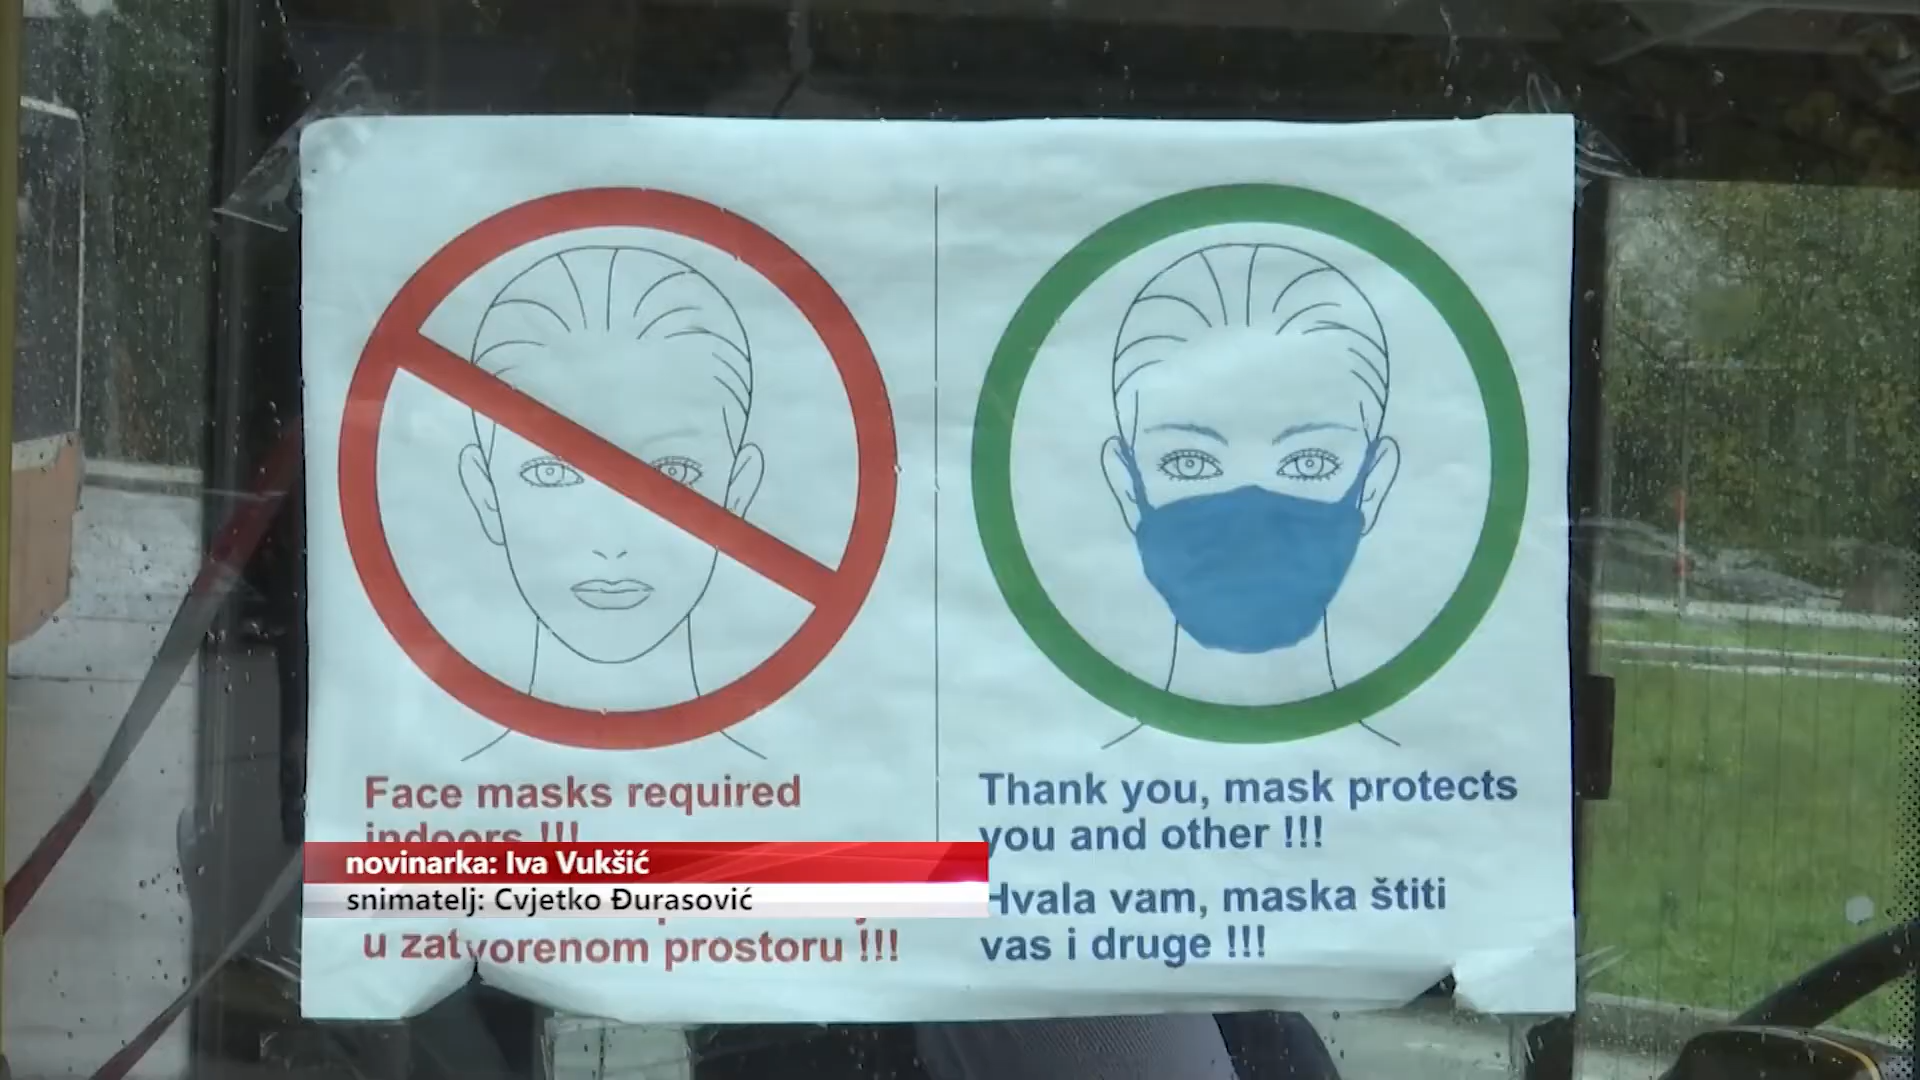 Face masks required
indoors !!!
u zatvorenom prostoru !!!
Thank you, mask protects
you and other !!!
Hvala vam, maska štiti
vas i druge !!!
novinarka: Iva Vukšić
snimatelj: Cvjetko Đurasović